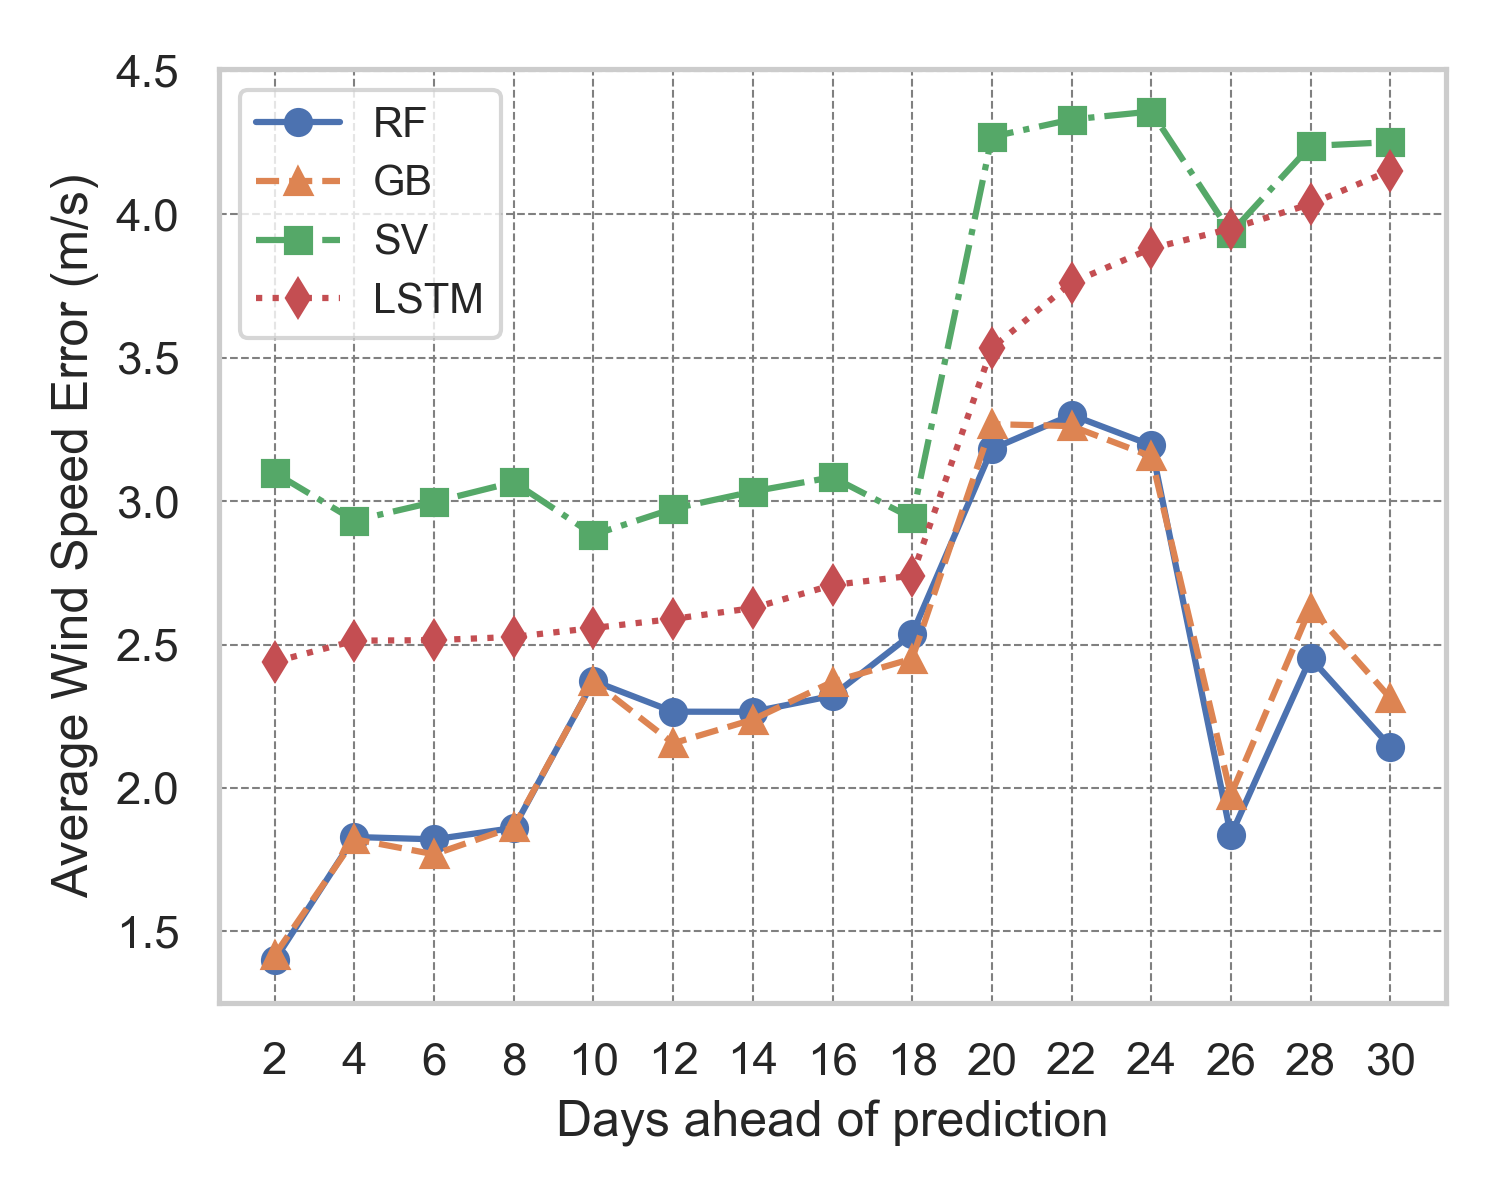 4.5
4.0
3.5
3.0
2.5
2.0
1.5
Average Wind Speed Error (m/s)
RF
GB
SV
LSTM
2 4 6 8 10 12 14 16 18 20 22 24 26 28 30
Days ahead of prediction